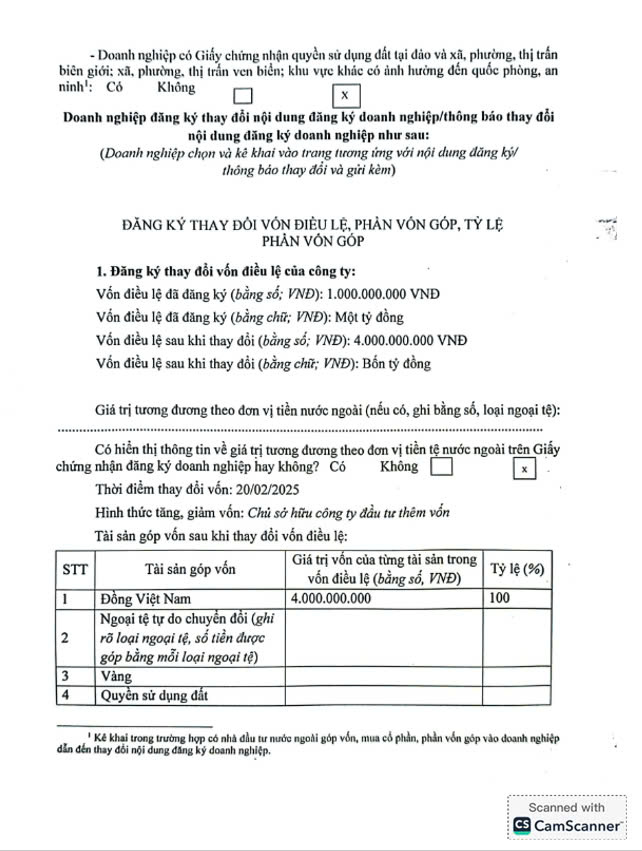 - Doanh nghiệp có Giấy chứng nhận quyền sử dụng đất tại đảo và xã, phường, thị trấn
biên giới; xã, phường, thị trấn ven biển; khu vực khác có ảnh hưởng đến quốc phòng, an
ninh¹: Có Không x
Doanh nghiệp đăng ký thay đổi nội dung đăng ký doanh nghiệp/thông báo thay đổi
nội dung đăng ký doanh nghiệp như sau:
(Doanh nghiệp chọn và kê khai vào trang tương ứng với nội dung đăng ký/
thông báo thay đổi và gửi kèm)
ĐĂNG KÝ THAY ĐỔI VỐN ĐIỀU LỆ, PHẦN VỐN GÓP, TỶ LỆ
PHẦN VỐN GÓP
1. Đăng ký thay đổi vốn điều lệ của công ty:
Vốn điều lệ đã đăng ký (bằng số; VNĐ): 1.000.000.000 VNĐ
Vốn điều lệ đã đăng ký (bằng chữ; VNĐ): Một tỷ đồng
Vốn điều lệ sau khi thay đổi (bằng số; VNĐ): 4.000.000.000 VNĐ
Vốn điều lệ sau khi thay đổi (bằng chữ; VNĐ): Bốn tỷ đồng
Giá trị tương đương theo đơn vị tiền nước ngoài (nếu có, ghi bằng số, loại ngoại tệ):
Có hiển thị thông tin về giá trị tương đương theo đơn vị tiền tệ nước ngoài trên Giấy
chứng nhận đăng ký doanh nghiệp hay không? Có Không x
Thời điểm thay đổi vốn: 20/02/2025
Hình thức tăng, giảm vốn: Chủ sở hữu công ty đầu tư thêm vốn
Tài sản góp vốn sau khi thay đổi vốn điều lệ:
STT Tài sản góp vốn Giá trị vốn của từng tài sản trong Tỷ lệ (%)
vốn điều lệ (bằng số, VNĐ)
1 Đồng Việt Nam 4.000.000.000 100
Ngoại tệ tự do chuyển đổi (ghi
2 rõ loại ngoại tệ, số tiền được
góp bằng mỗi loại ngoại tệ)
3 Vàng
4 Quyền sử dụng đất
¹ Kê khai trong trường hợp có nhà đầu tư nước ngoài góp vốn, mua cổ phần, phần vốn góp vào doanh nghiệp
dẫn đến thay đổi nội dung đăng ký doanh nghiệp.
Scanned with
CS CamScanner